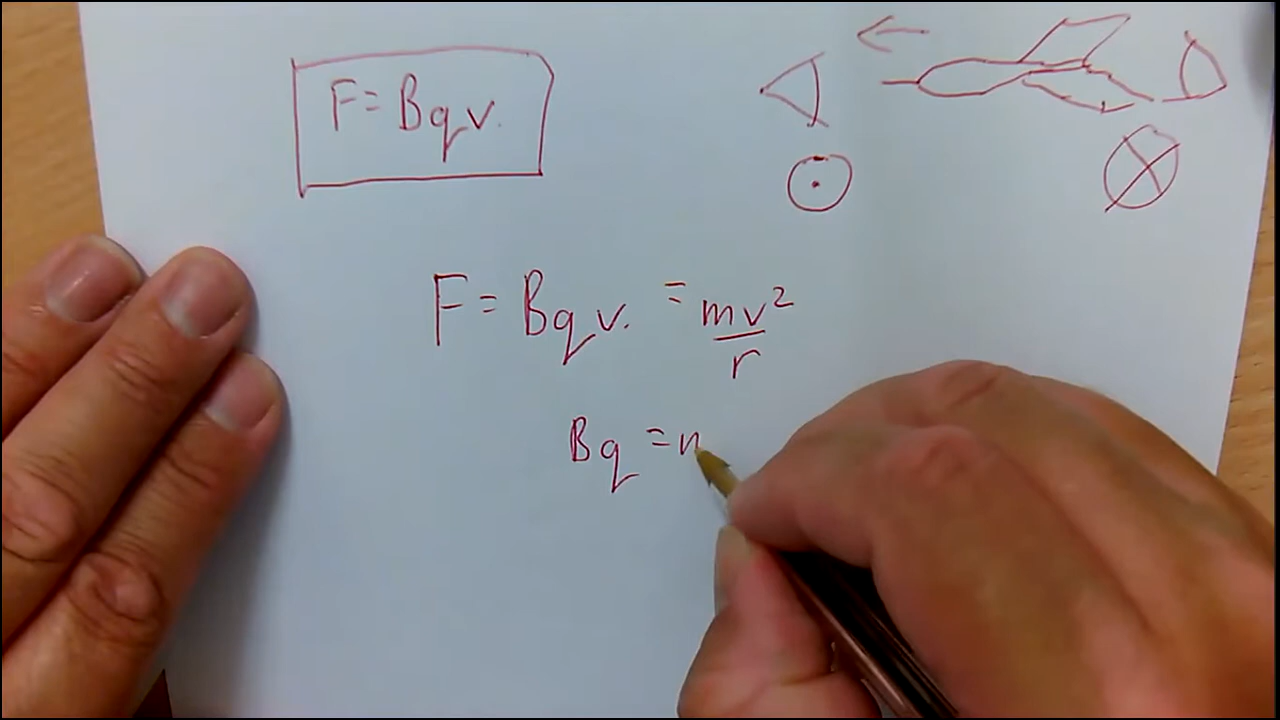 F = Bqv.
F = Bqv. = mv²/r
Bq =